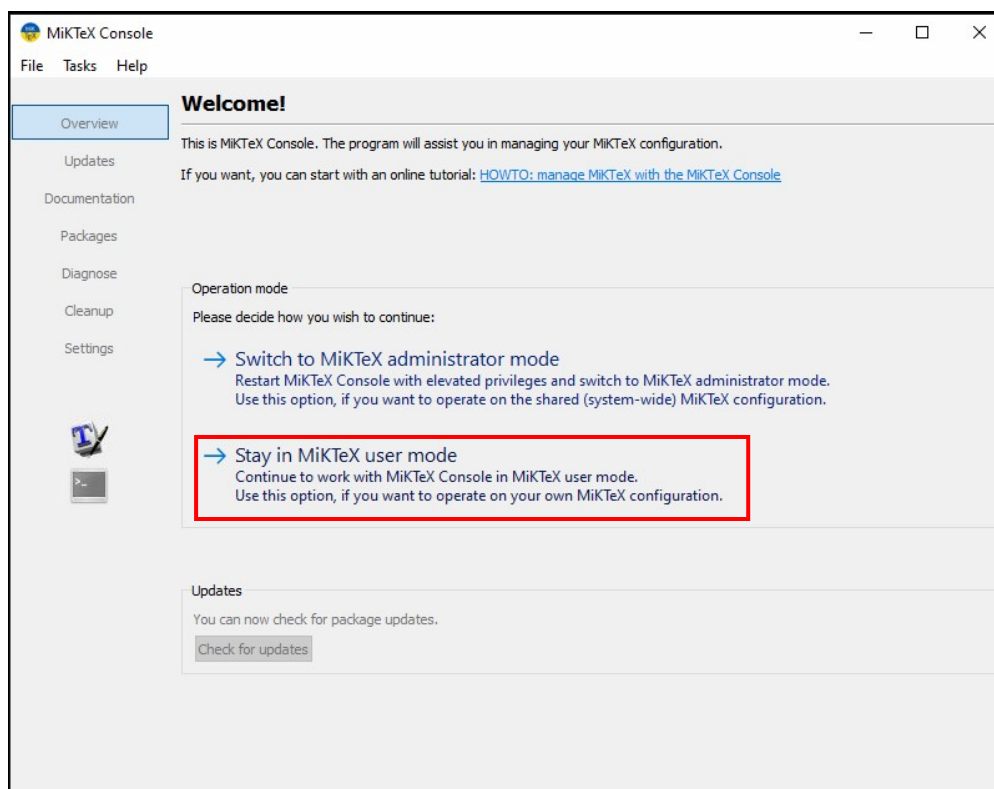 MiKTeX Console
File Tasks Help
Overview
Updates
Documentation
Packages
Diagnose
Cleanup
Settings
Welcome!
This is MiKTeX Console. The program will assist you in managing your MiKTeX configuration.
If you want, you can start with an online tutorial: HOWTO: manage MiKTeX with the MiKTeX Console
Operation mode
Please decide how you wish to continue:
Switch to MiKTeX administrator mode
Restart MiKTeX Console with elevated privileges and switch to MiKTeX administrator mode.
Use this option, if you want to operate on the shared (system-wide) MiKTeX configuration.
Stay in MiKTeX user mode
Continue to work with MiKTeX Console in MiKTeX user mode.
Use this option, if you want to operate on your own MiKTeX configuration.
Updates
You can now check for package updates.
Check for updates